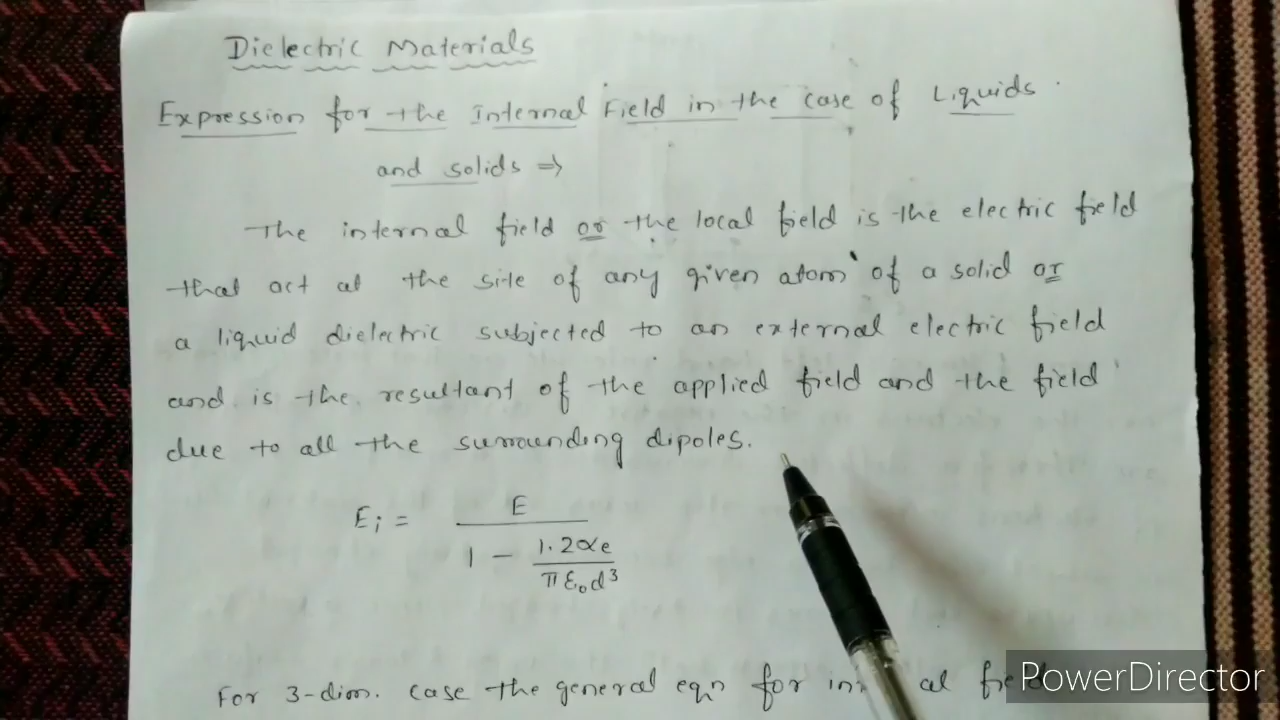 Dielectric Materials
Expression for the Internal Field in the case of Liquids
and solids ⇒
The internal field or the local field is the electric field
that act at the site of any given atom of a solid or
a liquid dielectric subjected to an external electric field
and is the resultant of the applied field and the field
due to all the surrounding dipoles.
Ei = E / (1 - 1.2αe / πε₀d³)
For 3-dim. case the general eqn for
PowerDirector